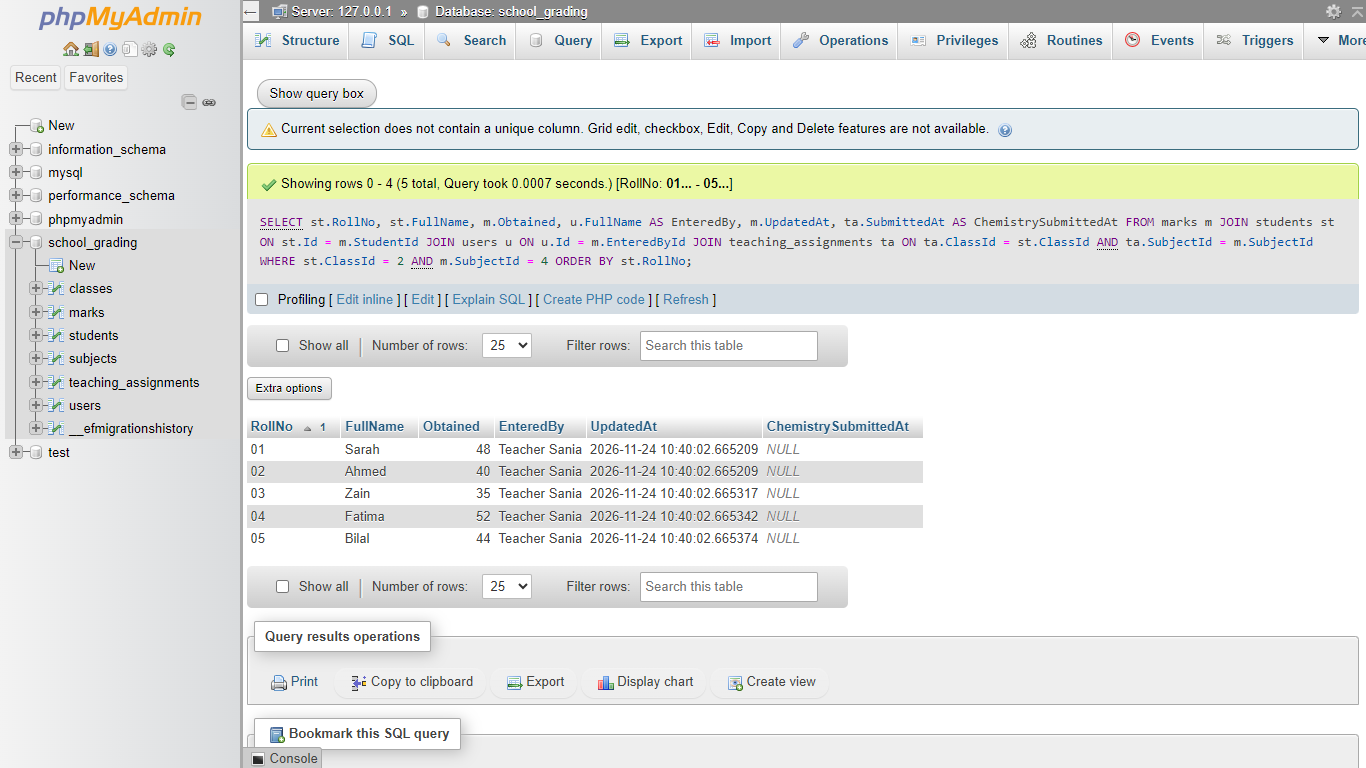 phpMyAdmin
Recent Favorites
New
information_schema
mysql
performance_schema
phpmyadmin
school_grading
New
classes
marks
students
subjects
teaching_assignments
users
__efmigrationshistory
test
Server: 127.0.0.1 » Database: school_grading
Structure SQL Search Query Export Import Operations Privileges Routines Events Triggers More
Show query box
Current selection does not contain a unique column. Grid edit, checkbox, Edit, Copy and Delete features are not available.
Showing rows 0 - 4 (5 total, Query took 0.0007 seconds.) [RollNo: 01... - 05...]
SELECT st.RollNo, st.FullName, m.Obtained, u.FullName AS EnteredBy, m.UpdatedAt, ta.SubmittedAt AS ChemistrySubmittedAt FROM marks m JOIN students st
ON st.Id = m.StudentId JOIN users u ON u.Id = m.EnteredById JOIN teaching_assignments ta ON ta.ClassId = st.ClassId AND ta.SubjectId = m.SubjectId
WHERE st.ClassId = 2 AND m.SubjectId = 4 ORDER BY st.RollNo;
Profiling [ Edit inline ] [ Edit ] [ Explain SQL ] [ Create PHP code ] [ Refresh ]
Show all Number of rows: 25 Filter rows: Search this table
Extra options
RollNo 1 FullName Obtained EnteredBy UpdatedAt ChemistrySubmittedAt
01 Sarah 48 Teacher Sania 2026-11-24 10:40:02.665209 NULL
02 Ahmed 40 Teacher Sania 2026-11-24 10:40:02.665209 NULL
03 Zain 35 Teacher Sania 2026-11-24 10:40:02.665317 NULL
04 Fatima 52 Teacher Sania 2026-11-24 10:40:02.665342 NULL
05 Bilal 44 Teacher Sania 2026-11-24 10:40:02.665374 NULL
Show all Number of rows: 25 Filter rows: Search this table
Query results operations
Print Copy to clipboard Export Display chart Create view
Bookmark this SQL query
Console